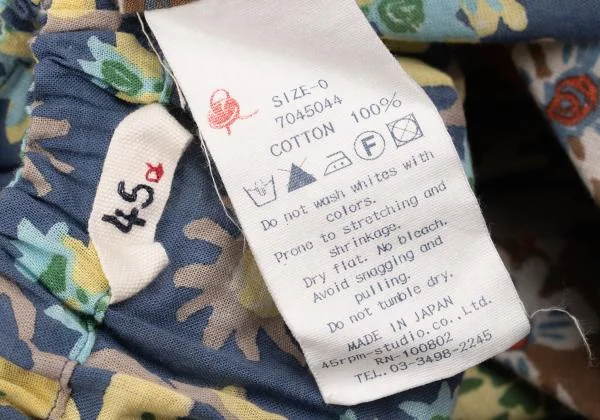 45R
SIZE-0
7045044
COTTON 100%
F
Do not wash whites with
colors.
Prone to stretching and
shrinkage.
Dry flat. No bleach.
Avoid snagging and
pulling.
Do not tumble dry.
MADE IN JAPAN
45rpm-studio.co.,Ltd.
RN-100802
TEL.03-3498-2245